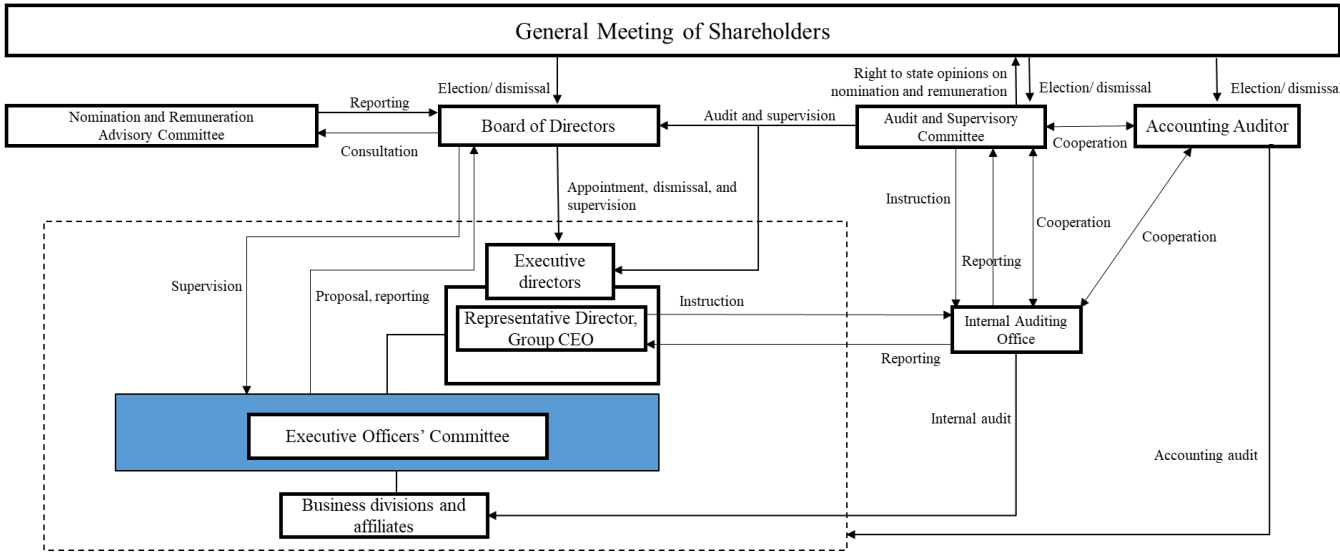 General Meeting of Shareholders
Election/ dismissal
Right to state opinions on
nomination and remuneration
Election/ dismissal
Election/ dismissal
Nomination and Remuneration
Advisory Committee
Reporting
Consultation
Board of Directors
Audit and supervision
Audit and Supervisory
Committee
Cooperation
Accounting Auditor
Appointment, dismissal, and
supervision
Instruction
Reporting
Cooperation
Cooperation
Supervision
Proposal, reporting
Executive
directors
Representative Director,
Group CEO
Instruction
Reporting
Internal Auditing
Office
Executive Officers’ Committee
Internal audit
Accounting audit
Business divisions and
affiliates